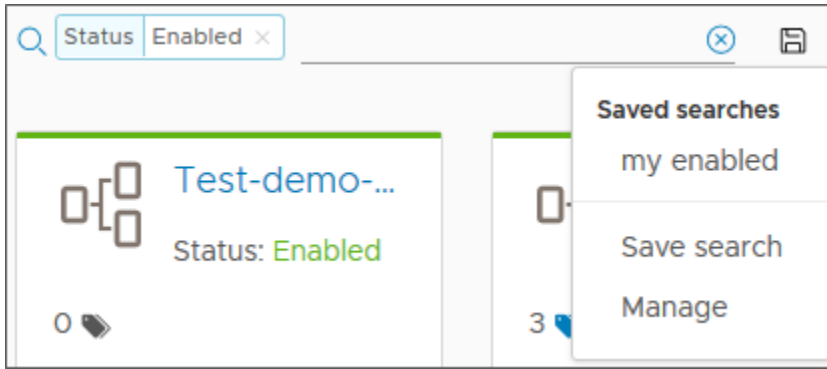 Status Enabled ×
Saved searches
my enabled
Save search
Manage
Test-demo-...
Status: Enabled
0
3